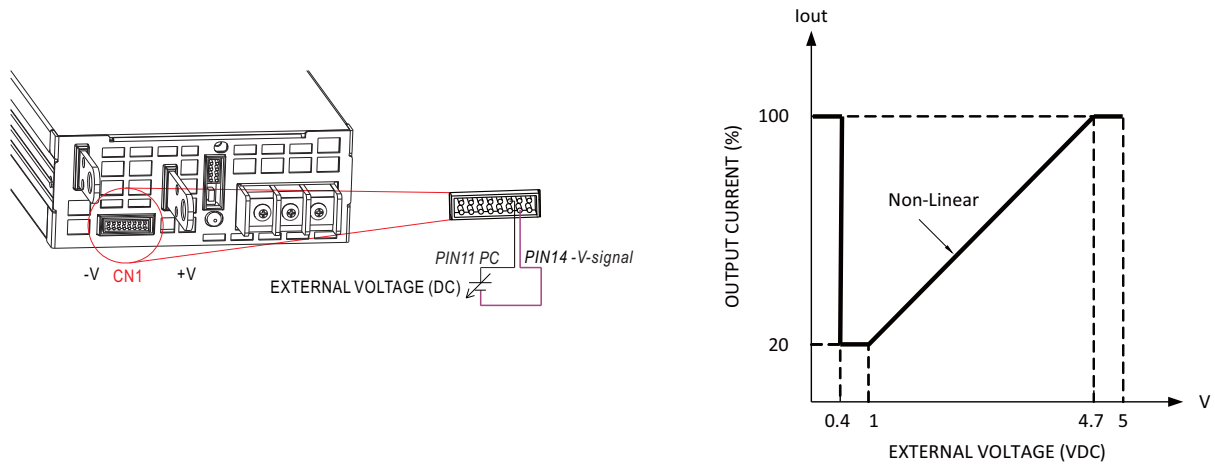 -V
CN1
+V
PIN11 PC
PIN14 -V-signal
EXTERNAL VOLTAGE (DC)
Iout
100
Non-Linear
OUTPUT CURRENT (%)
20
0.4
1
4.7
5
V
EXTERNAL VOLTAGE (VDC)